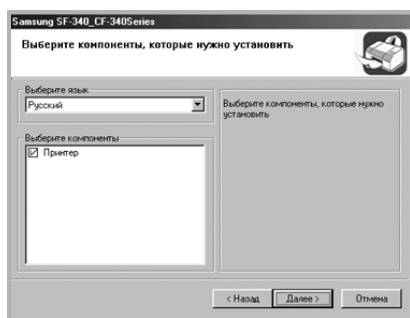 Samsung SF-340_CF-340Series
Выберите компоненты, которые нужно установить
Выберите язык
Русский
Выберите компоненты, которые нужно
установить
Выберите компоненты
Принтер
< Назад
Далее >
Отмена